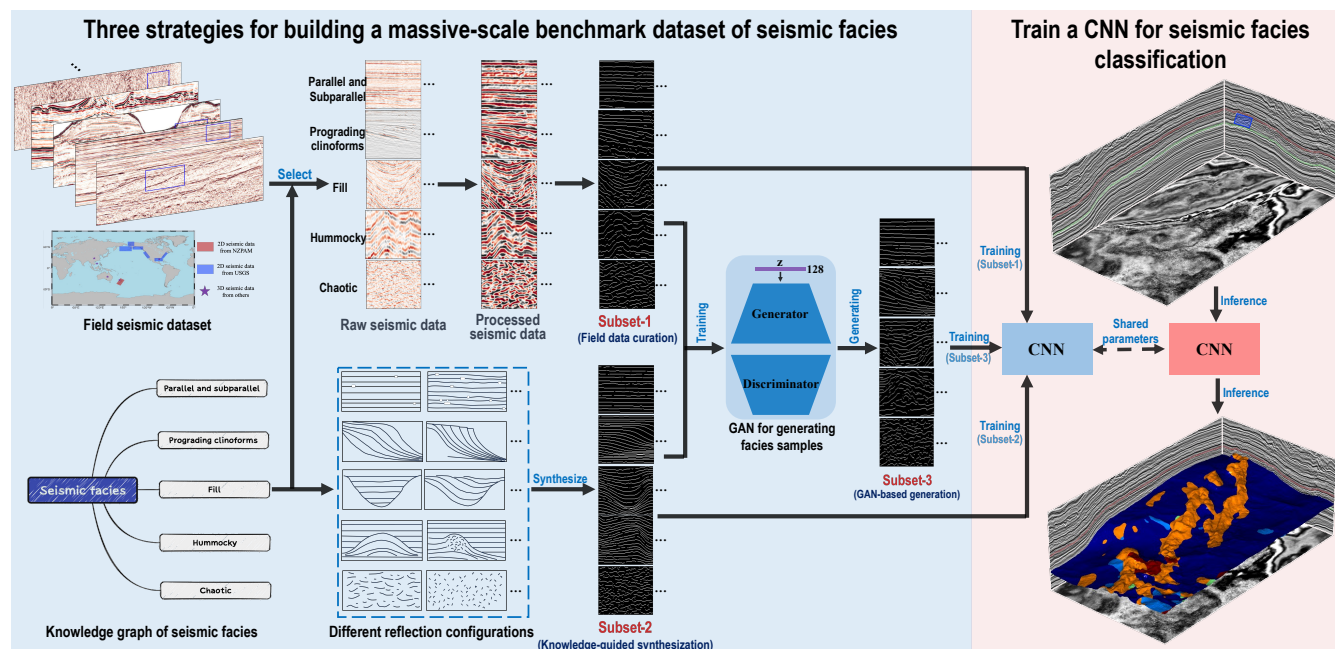 Three strategies for building a massive-scale benchmark dataset of seismic facies
Train a CNN for seismic facies
classification
Parallel and
Subparallel
Prograding
clinoforms
Fill
Hummocky
Chaotic
Select
2D seismic data
from NZPAM
2D seismic data
from USGS
3D seismic data
from others
Field seismic dataset
Raw seismic data
Processed
seismic data
Subset-1
(Field data curation)
Training
z
128
Generator
Discriminator
GAN for generating
facies samples
Generating
Subset-3
(GAN-based generation)
Training
(Subset-1)
Training
(Subset-3)
Training
(Subset-2)
CNN
Shared
parameters
CNN
Inference
Inference
Seismic facies
Parallel and subparallel
Prograding clinoforms
Fill
Hummocky
Chaotic
Knowledge graph of seismic facies
Different reflection configurations
Synthesize
Subset-2
(Knowledge-guided synthesization)